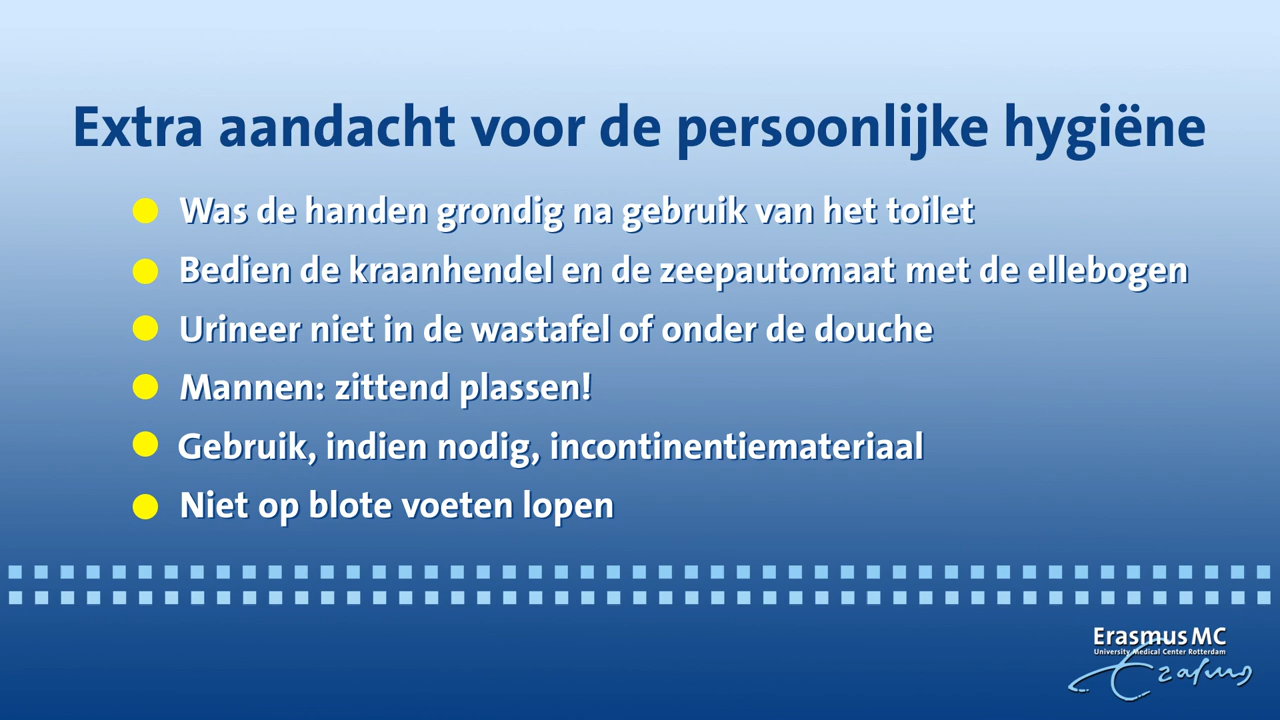 Extra aandacht voor de persoonlijke hygiëne
Was de handen grondig na gebruik van het toilet
Bedien de kraanhendel en de zeepautomaat met de ellebogen
Urineer niet in de wastafel of onder de douche
Mannen: zittend plassen!
Gebruik, indien nodig, incontinentiemateriaal
Niet op blote voeten lopen
Erasmus MC
University Medical Center Rotterdam
Erasmus